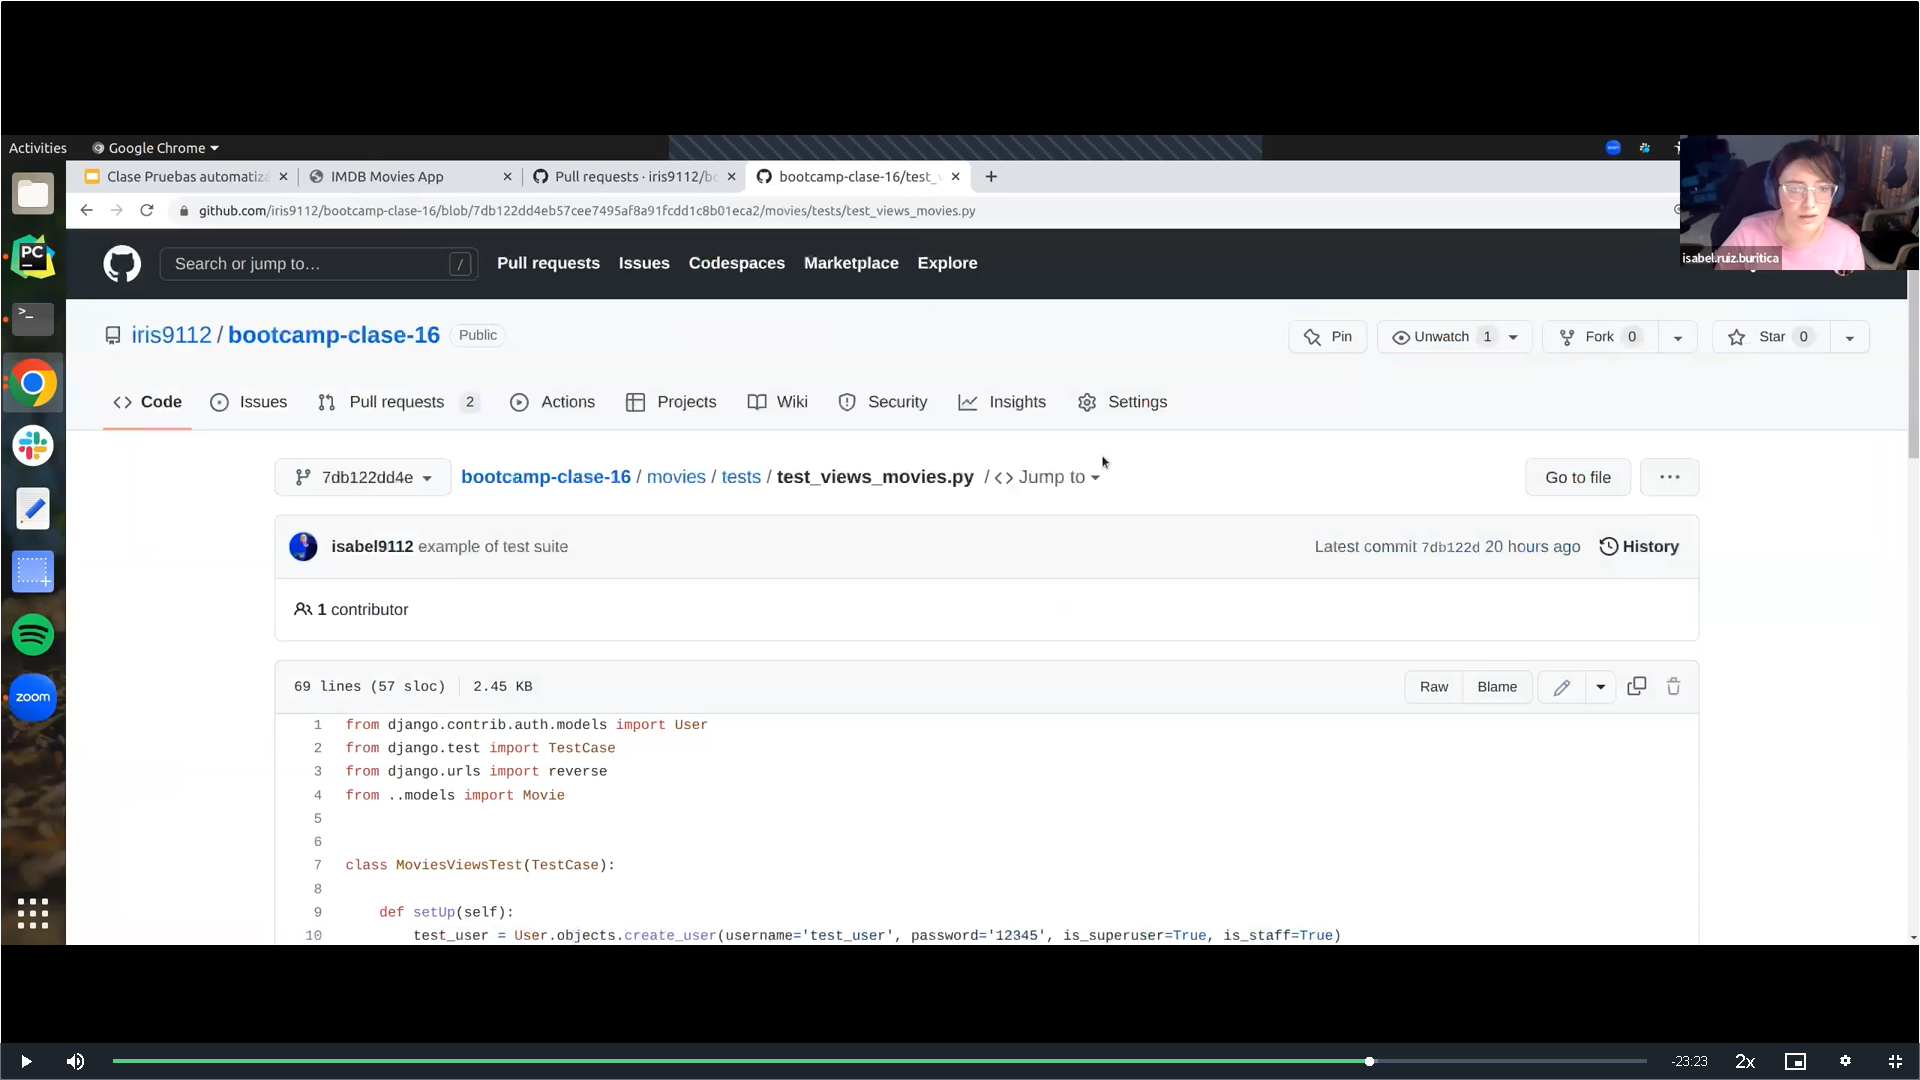 Activities Google Chrome
Clase Pruebas automatiza IMDB Movies App Pull requests · iris9112/bo bootcamp-clase-16/test_v
github.com/iris9112/bootcamp-clase-16/blob/7db122dd4eb57cee7495af8a91fcdd1c8b01eca2/movies/tests/test_views_movies.py
isabel.ruiz.buritica
Search or jump to… / Pull requests Issues Codespaces Marketplace Explore
iris9112 / bootcamp-clase-16 Public Pin Unwatch 1 Fork 0 Star 0
Code Issues Pull requests 2 Actions Projects Wiki Security Insights Settings
7db122dd4e bootcamp-clase-16 / movies / tests / test_views_movies.py / <> Jump to Go to file ···
isabel9112 example of test suite Latest commit 7db122d 20 hours ago History
1 contributor
69 lines (57 sloc) 2.45 KB Raw Blame
1 from django.contrib.auth.models import User
2 from django.test import TestCase
3 from django.urls import reverse
4 from ..models import Movie
5
6
7 class MoviesViewsTest(TestCase):
8
9 def setUp(self):
10 test_user = User.objects.create_user(username='test_user', password='12345', is_superuser=True, is_staff=True)
PC
>_
zoom
-23:23 2x